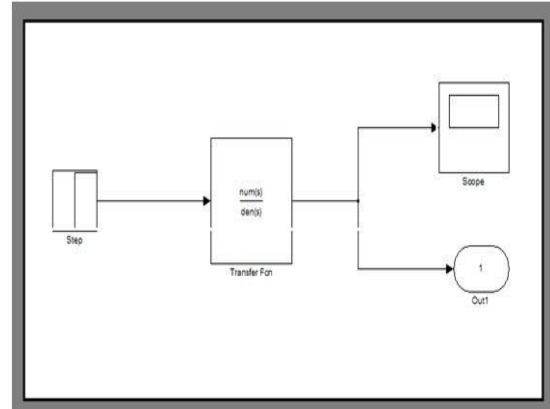 Step
num(s)
den(s)
Transfer Fcn
Scope
1
Out1